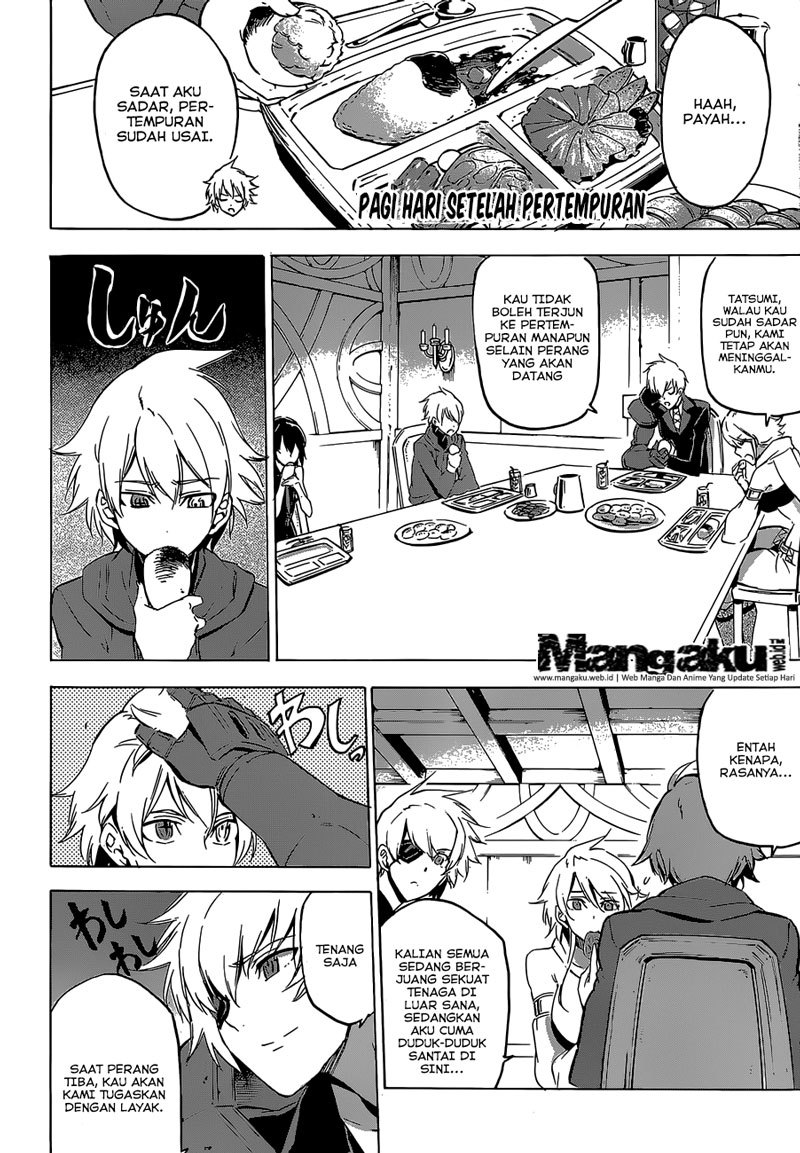 HAAH,
PAYAH...
SAAT AKU
SADAR, PER-
TEMPURAN
SUDAH USAI.
PAGI HARI SETELAH PERTEMPURAN
TATSUMI,
WALAU KAU
SUDAH SADAR
PUN, KAMI
TETAP AKAN
MENINGGAL-
KANMU.
KAU TIDAK
BOLEH TERJUN
KE PERTEM-
PURAN MANAPUN
SELAIN PERANG
YANG AKAN
DATANG
しゅん
Mangaku
web.id
www.mangaku.web.id | Web Manga Dan Anime Yang Update Setiap Hari
ENTAH
KENAPA,
RASANYA...
KALIAN SEMUA
SEDANG BER-
JUANG SEKUAT
TENAGA DI
LUAR SANA,
SEDANGKAN
AKU CUMA
DUDUK-DUDUK
SANTAI DI
SINI...
わしっ
TENANG
SAJA
わし
わし
SAAT PERANG
TIBA, KAU AKAN
KAMI TUGASKAN
DENGAN LAYAK.